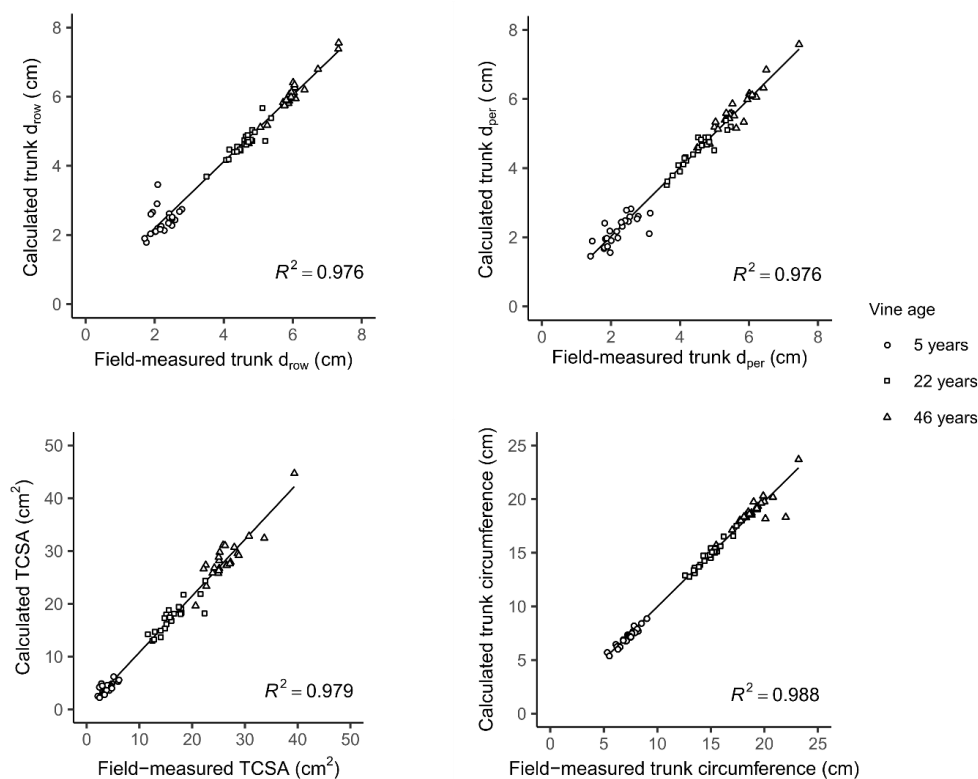 8
6
4
2
0
Calculated trunk d_row (cm)
R² = 0.976
0 2 4 6 8
Field-measured trunk d_row (cm)
8
6
4
2
0
Calculated trunk d_per (cm)
R² = 0.976
0 2 4 6 8
Field-measured trunk d_per (cm)
Vine age
5 years
22 years
46 years
50
40
30
20
10
0
Calculated TCSA (cm²)
R² = 0.979
0 10 20 30 40 50
Field−measured TCSA (cm²)
25
20
15
10
5
0
Calculated trunk circumference (cm)
R² = 0.988
0 5 10 15 20 25
Field−measured trunk circumference (cm)